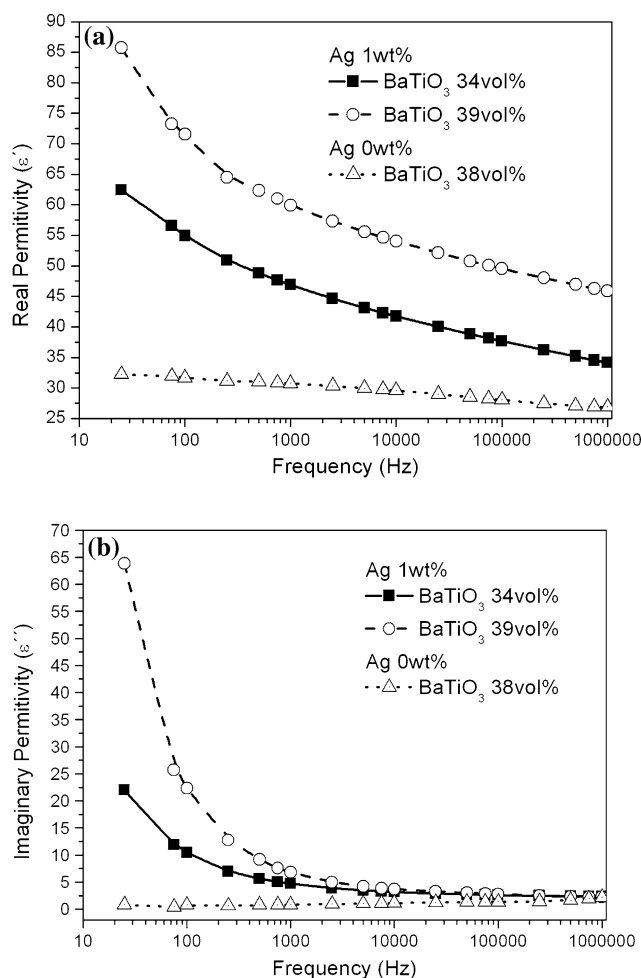 (a)
90
85
80
75
70
65
60
55
50
45
40
35
30
25
Real Permitivity (ε´)
Ag 1wt%
BaTiO₃ 34vol%
BaTiO₃ 39vol%
Ag 0wt%
BaTiO₃ 38vol%
10 100 1000 10000 100000 1000000
Frequency (Hz)
(b)
70
65
60
55
50
45
40
35
30
25
20
15
10
5
0
Imaginary Permitivity (ε´´)
Ag 1wt%
BaTiO₃ 34vol%
BaTiO₃ 39vol%
Ag 0wt%
BaTiO₃ 38vol%
10 100 1000 10000 100000 1000000
Frequency (Hz)